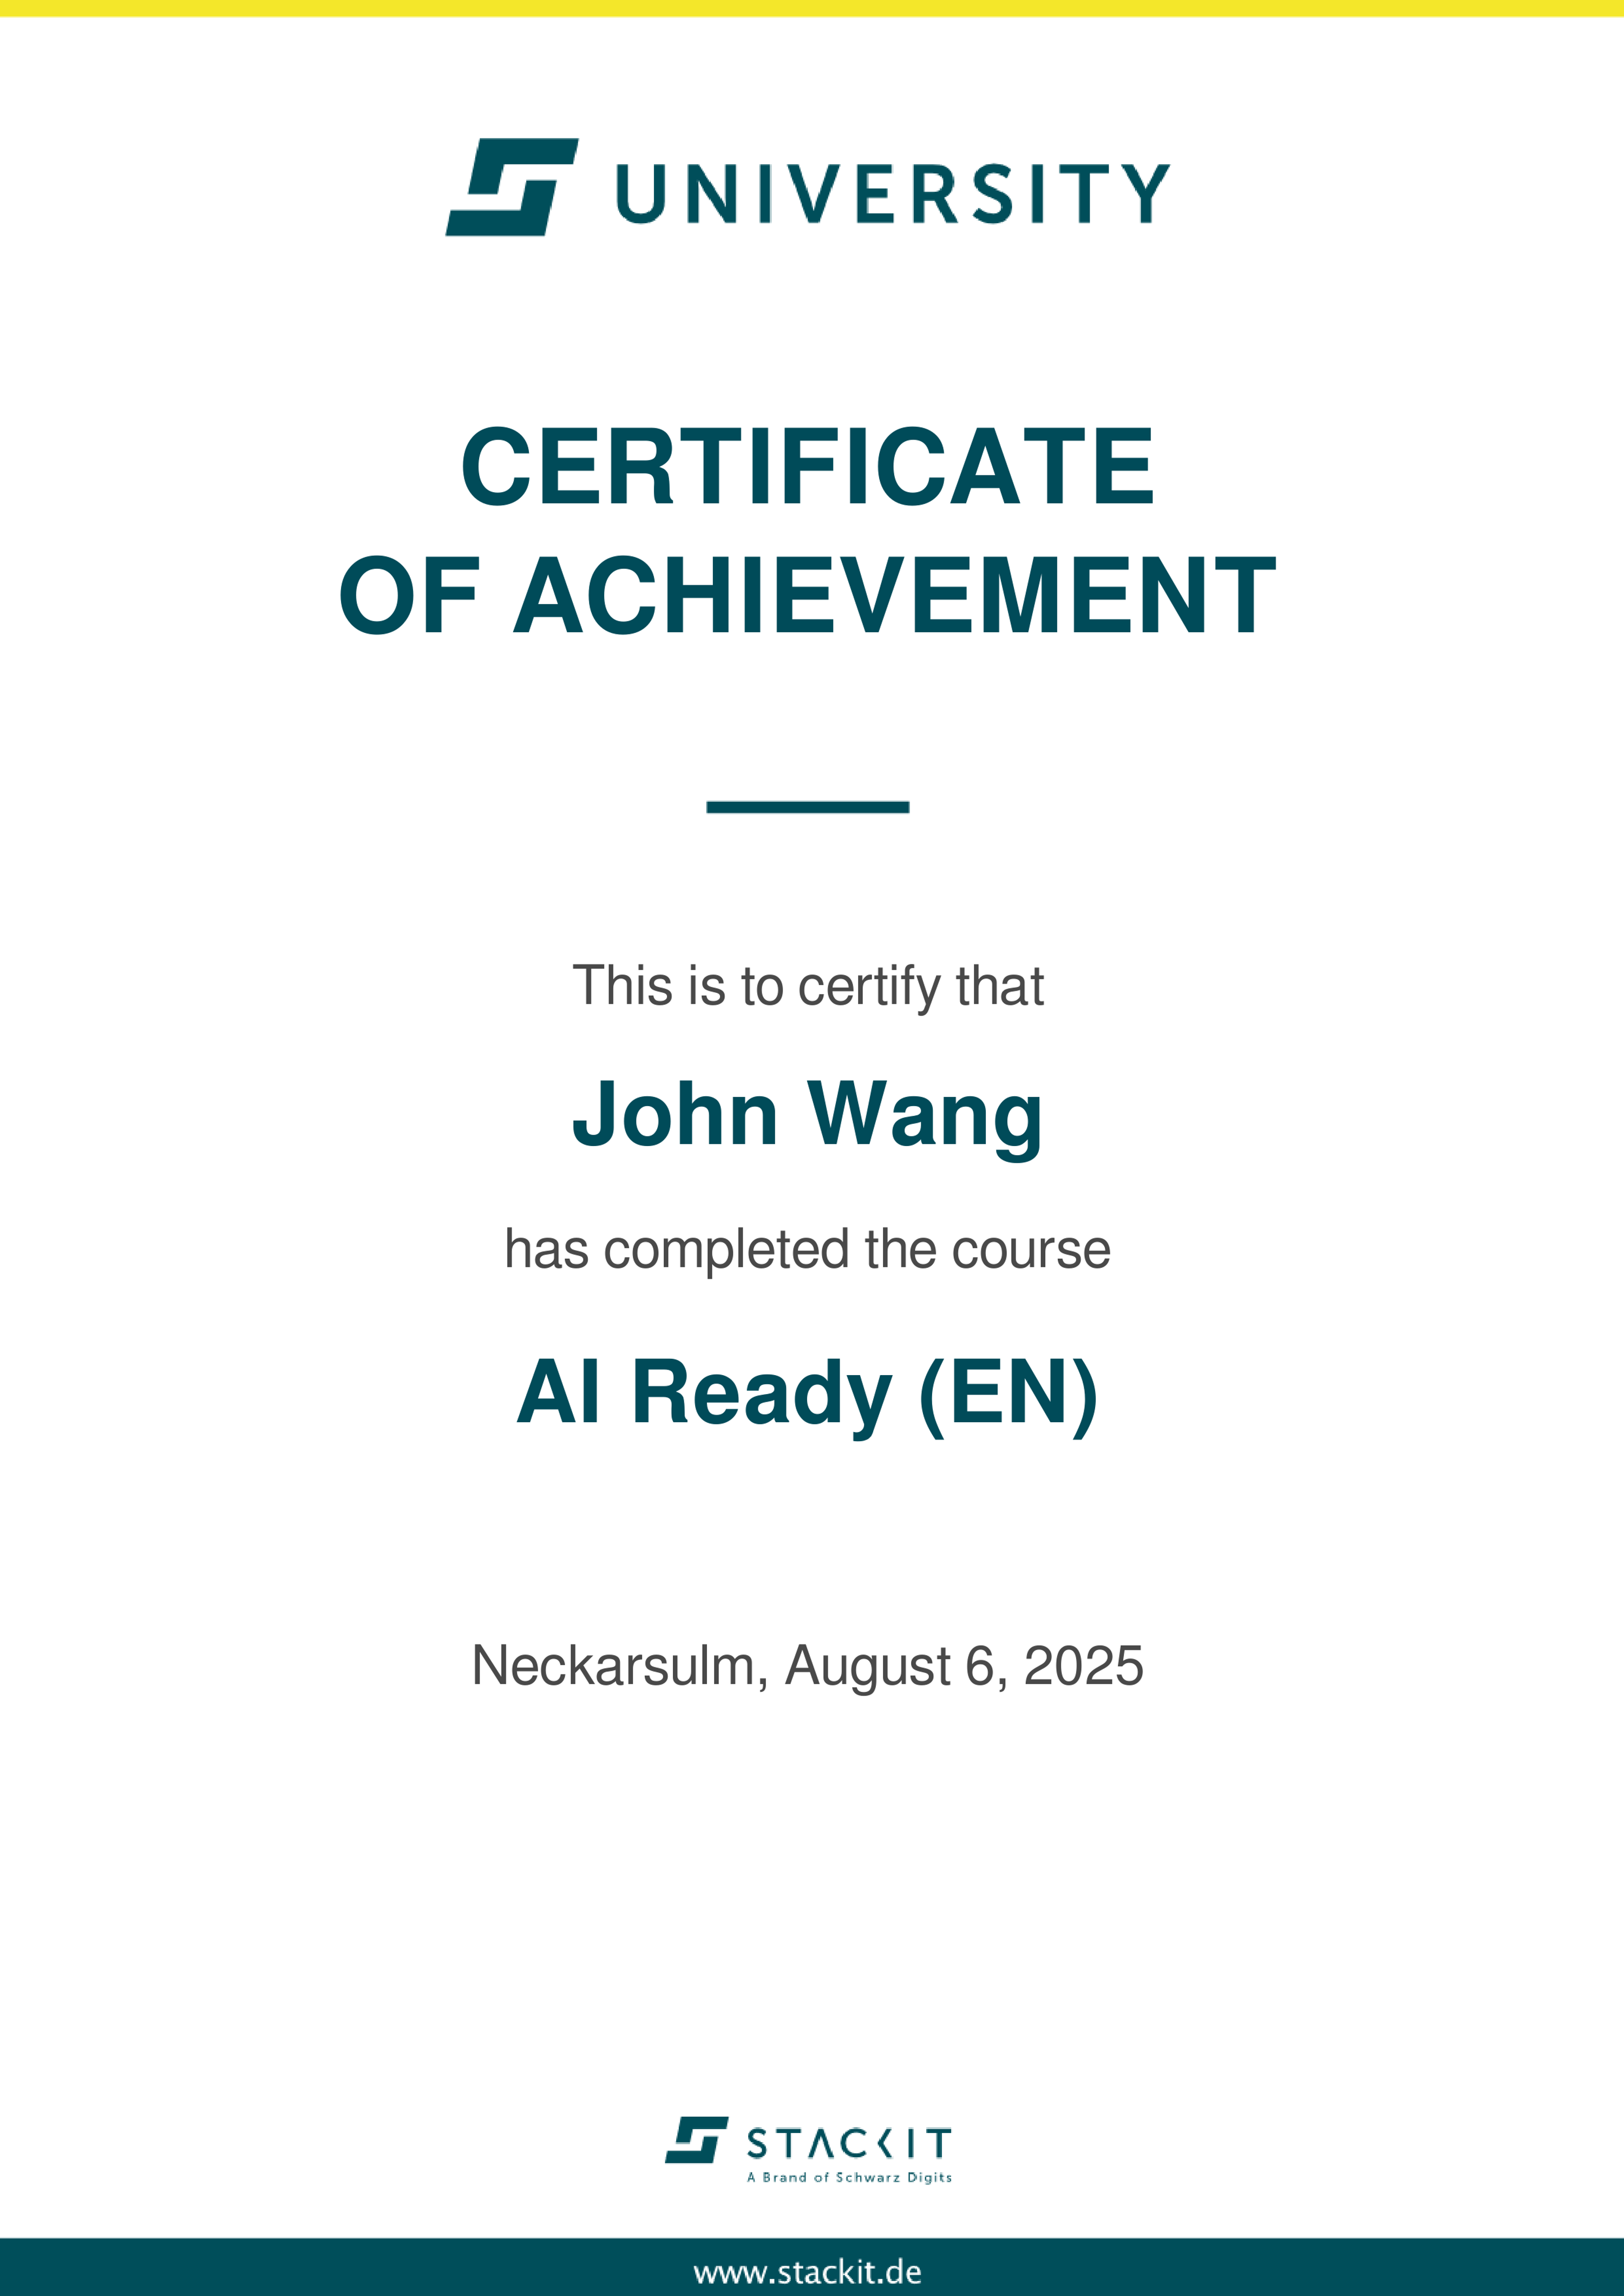 UNIVERSITY
CERTIFICATE
OF ACHIEVEMENT
This is to certify that
John Wang
has completed the course
AI Ready (EN)
Neckarsulm, August 6, 2025
STACKIT
A Brand of Schwarz Digits
www.stackit.de